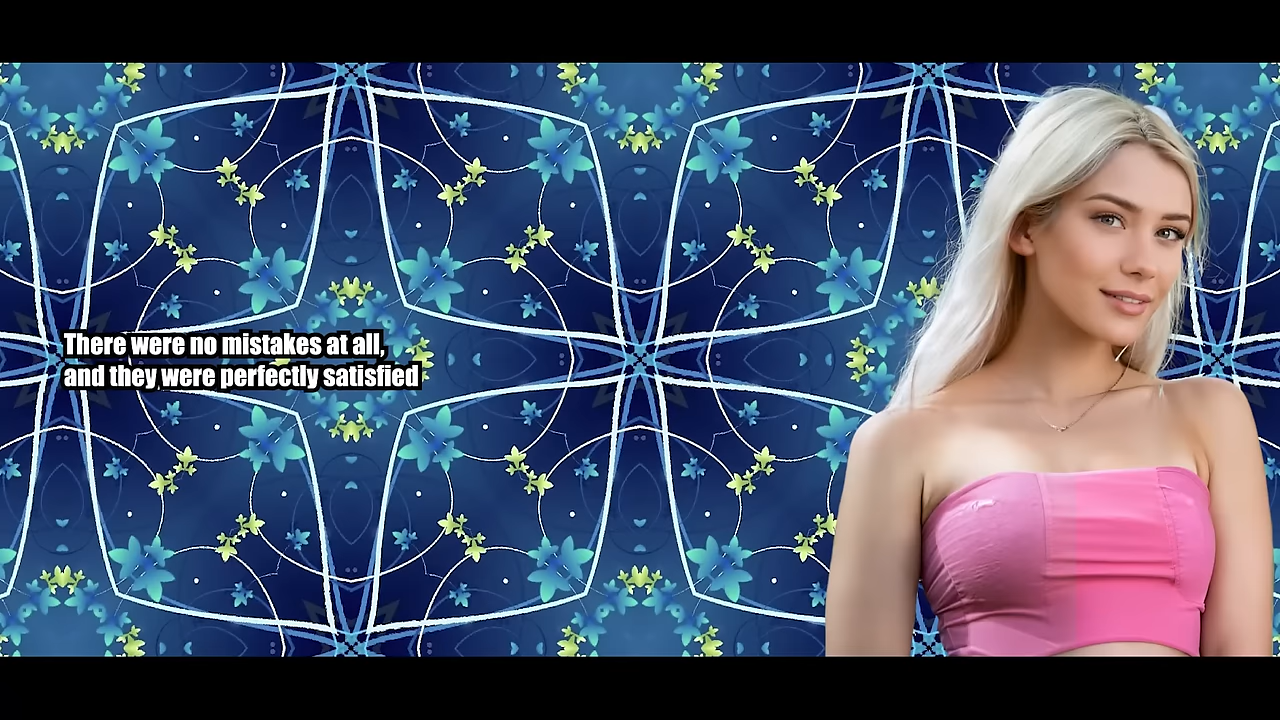 There were no mistakes at all,
and they were perfectly satisfied